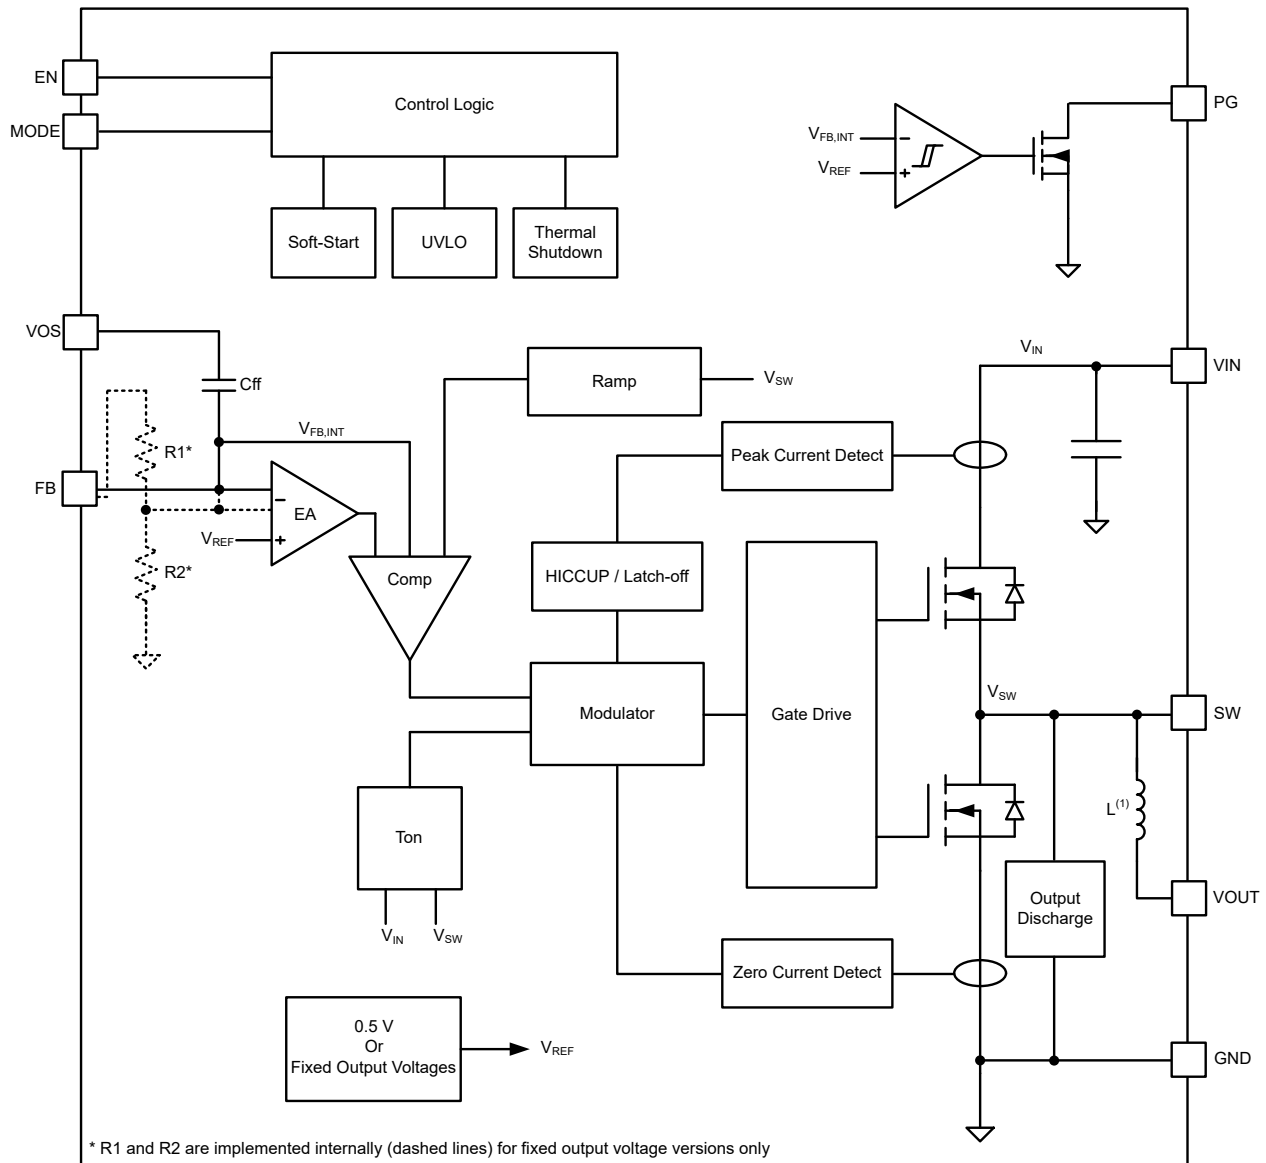 EN
MODE
Control Logic
Soft-Start
UVLO
Thermal
Shutdown
VFB,INT
VREF
−
+
PG
VOS
Cff
R1*
FB
R2*
VFB,INT
EA
−
+
VREF
Comp
Ramp
VSW
VIN
VIN
Peak Current Detect
HICCUP / Latch-off
Modulator
Gate Drive
VSW
SW
Ton
VIN
VSW
L(1)
Output
Discharge
VOUT
Zero Current Detect
0.5 V
Or
Fixed Output Voltages
VREF
GND
* R1 and R2 are implemented internally (dashed lines) for fixed output voltage versions only